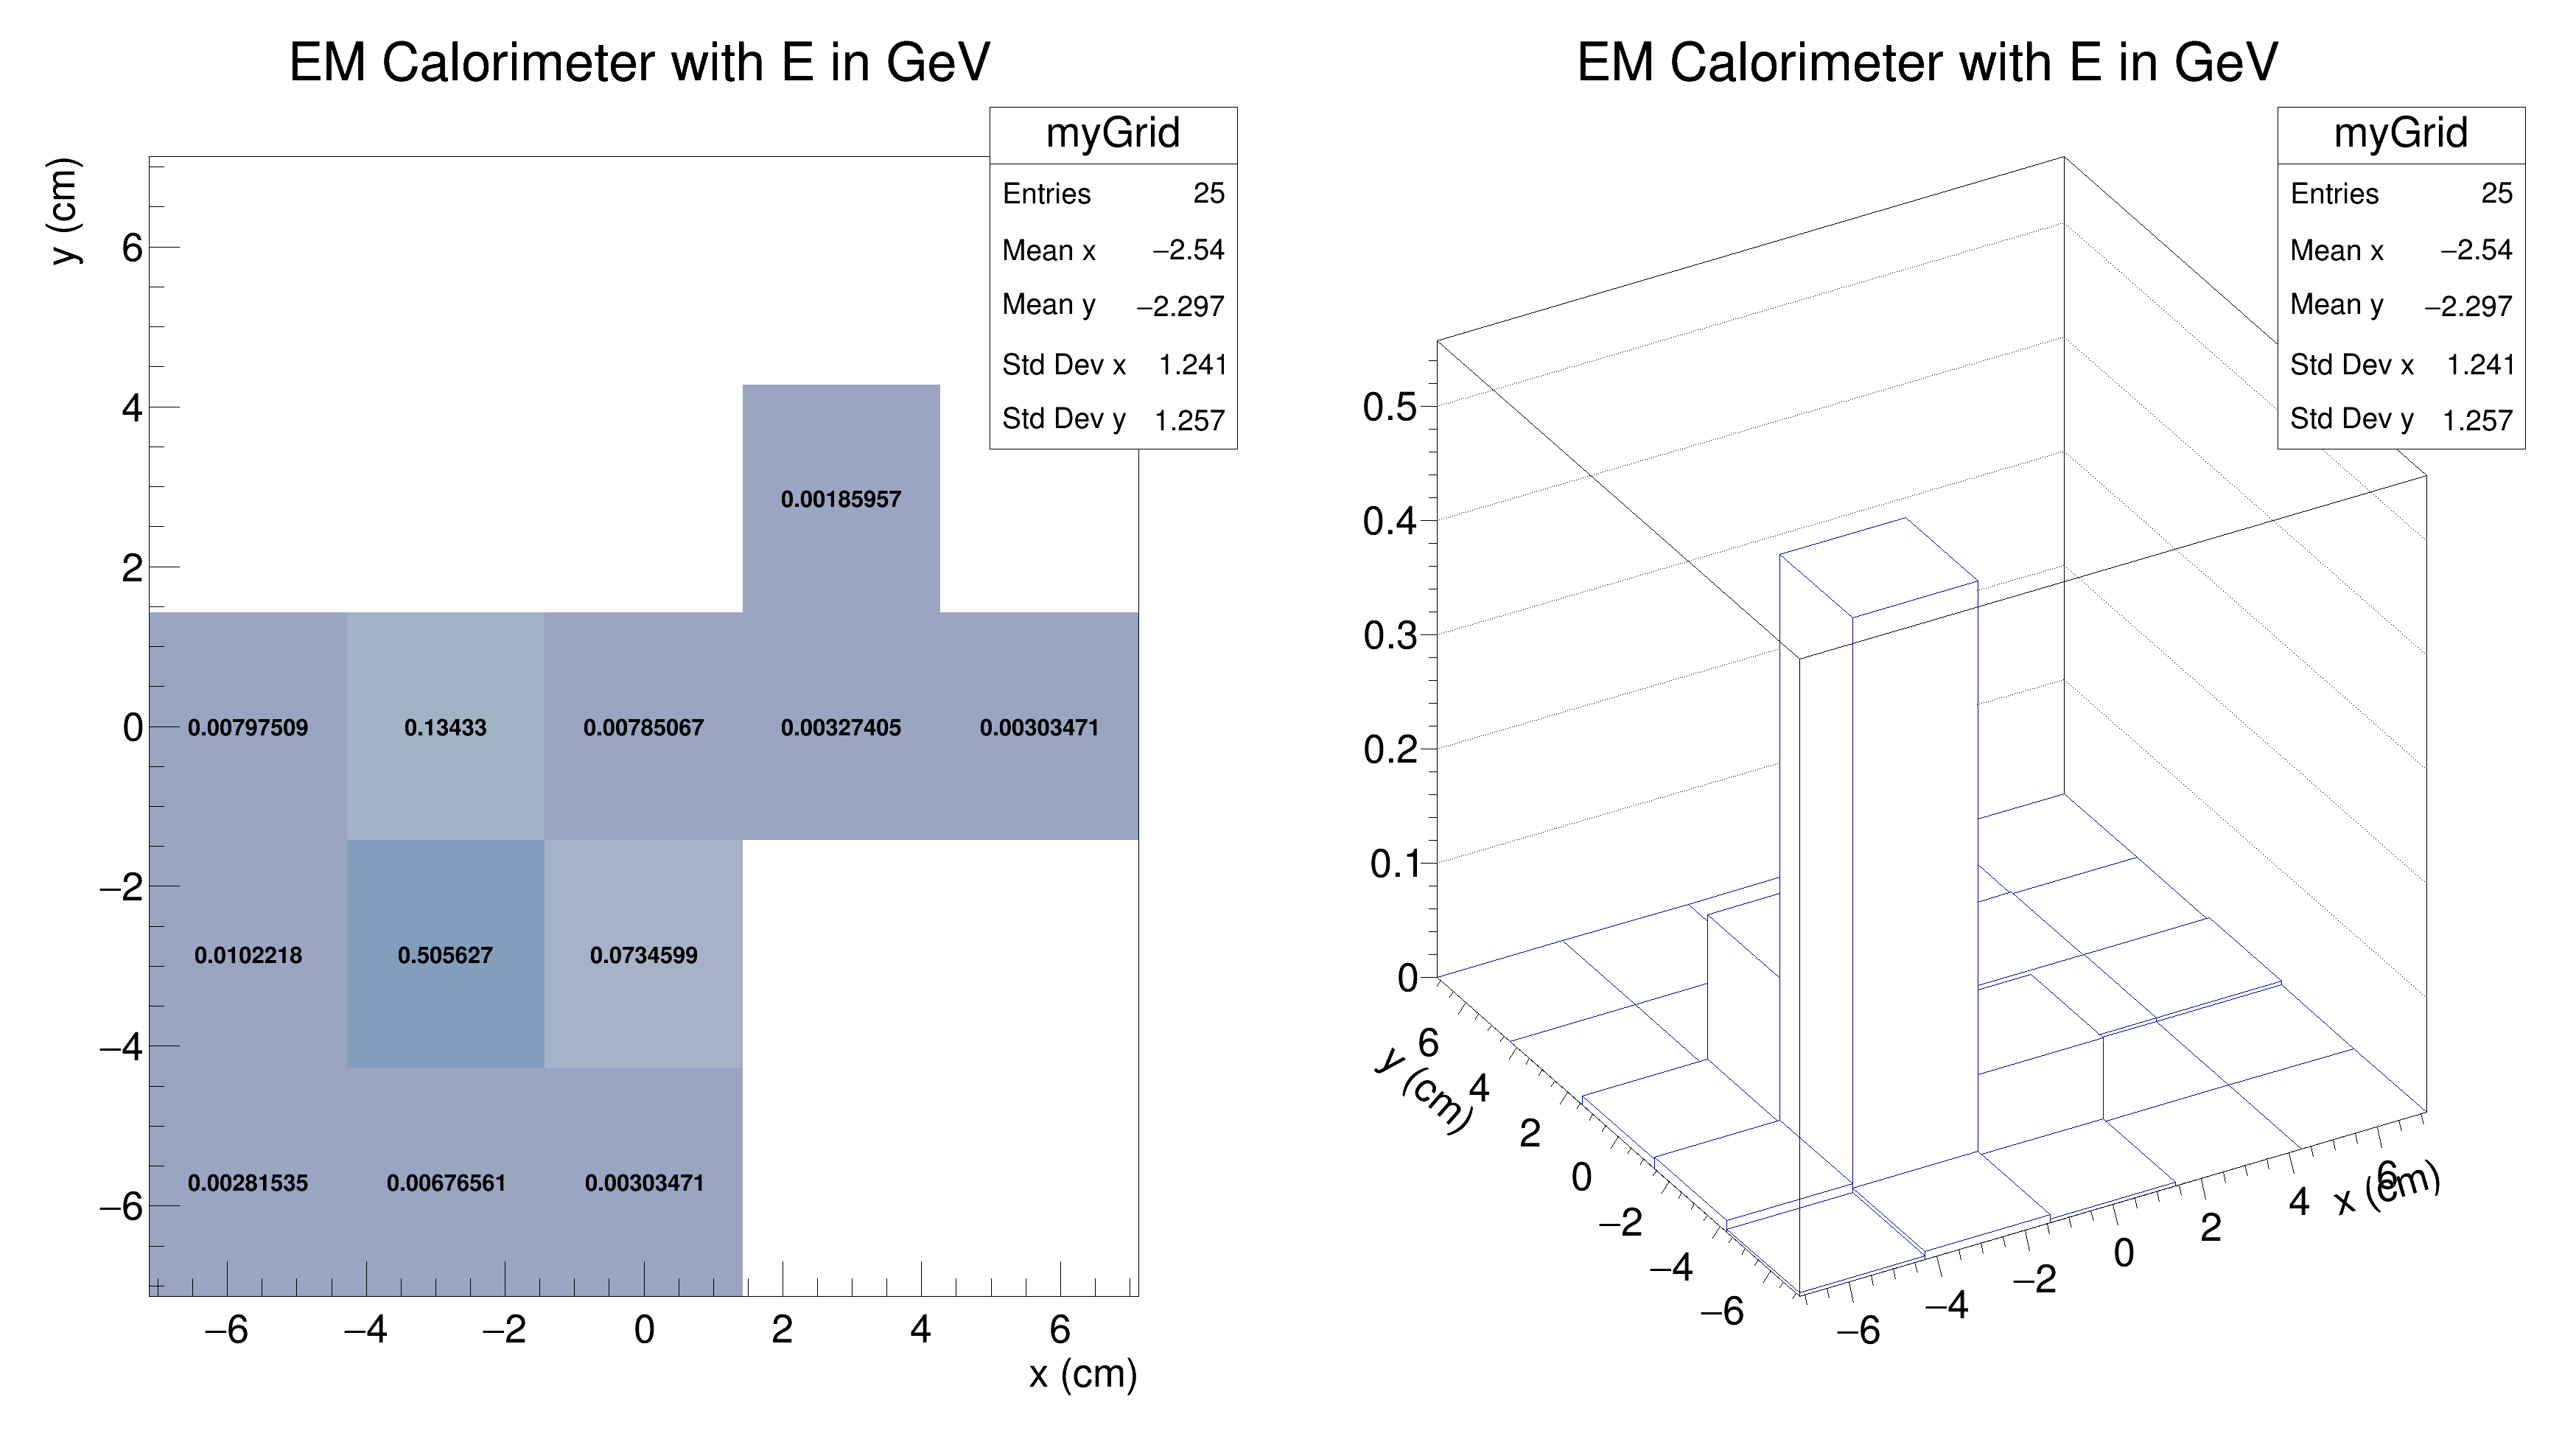 EM Calorimeter with E in GeV
myGrid
Entries 25
Mean x −2.54
Mean y −2.297
Std Dev x 1.241
Std Dev y 1.257
y (cm)
6
4
2
0
−2
−4
−6
0.00185957
0.00797509 0.13433 0.00785067 0.00327405 0.00303471
0.0102218 0.505627 0.0734599
0.00281535 0.00676561 0.00303471
−6 −4 −2 0 2 4 6
x (cm)
EM Calorimeter with E in GeV
myGrid
Entries 25
Mean x −2.54
Mean y −2.297
Std Dev x 1.241
Std Dev y 1.257
0.5
0.4
0.3
0.2
0.1
0
y (cm)
6
4
2
0
−2
−4
−6
−6
−4
−2
0
2
4
6
x (cm)